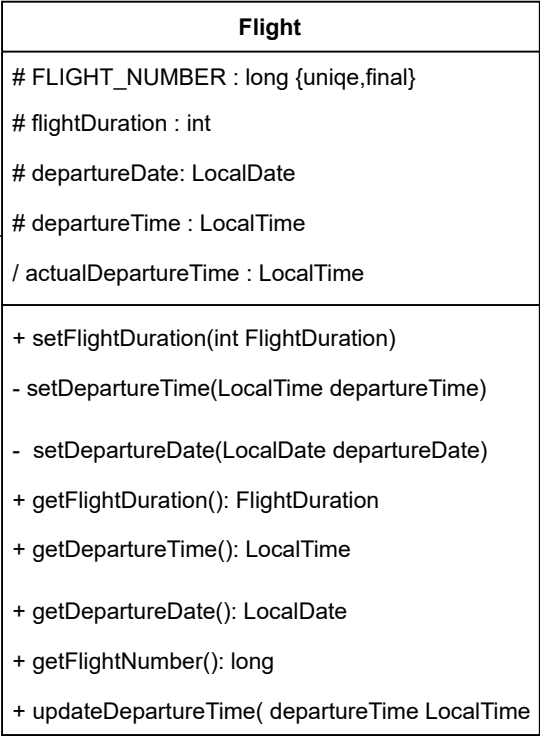 Flight
# FLIGHT_NUMBER : long {uniqe,final}
# flightDuration : int
# departureDate: LocalDate
# departureTime : LocalTime
/ actualDepartureTime : LocalTime
+ setFlightDuration(int FlightDuration)
- setDepartureTime(LocalTime departureTime)
- setDepartureDate(LocalDate departureDate)
+ getFlightDuration(): FlightDuration
+ getDepartureTime(): LocalTime
+ getDepartureDate(): LocalDate
+ getFlightNumber(): long
+ updateDepartureTime( departureTime LocalTime